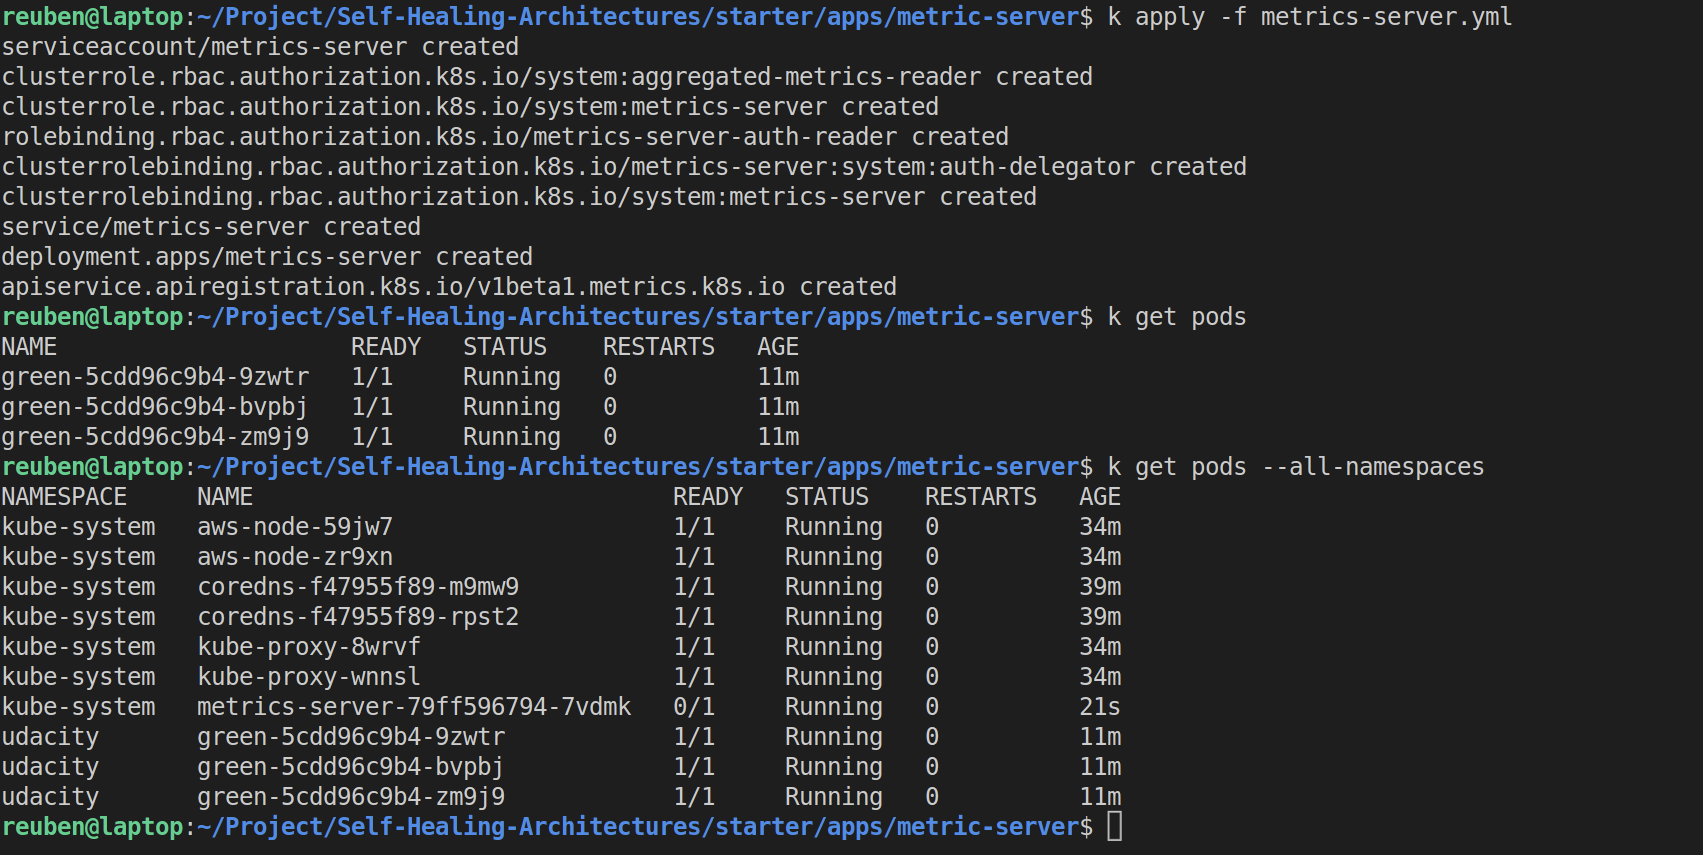 reuben@laptop:~/Project/Self-Healing-Architectures/starter/apps/metric-server$ k apply -f metrics-server.yml
serviceaccount/metrics-server created
clusterrole.rbac.authorization.k8s.io/system:aggregated-metrics-reader created
clusterrole.rbac.authorization.k8s.io/system:metrics-server created
rolebinding.rbac.authorization.k8s.io/metrics-server-auth-reader created
clusterrolebinding.rbac.authorization.k8s.io/metrics-server:system:auth-delegator created
clusterrolebinding.rbac.authorization.k8s.io/system:metrics-server created
service/metrics-server created
deployment.apps/metrics-server created
apiservice.apiregistration.k8s.io/v1beta1.metrics.k8s.io created
reuben@laptop:~/Project/Self-Healing-Architectures/starter/apps/metric-server$ k get pods
NAME                     READY   STATUS    RESTARTS   AGE
green-5cdd96c9b4-9zwtr   1/1     Running   0          11m
green-5cdd96c9b4-bvpbj   1/1     Running   0          11m
green-5cdd96c9b4-zm9j9   1/1     Running   0          11m
reuben@laptop:~/Project/Self-Healing-Architectures/starter/apps/metric-server$ k get pods --all-namespaces
NAMESPACE     NAME                              READY   STATUS    RESTARTS   AGE
kube-system   aws-node-59jw7                    1/1     Running   0          34m
kube-system   aws-node-zr9xn                    1/1     Running   0          34m
kube-system   coredns-f47955f89-m9mw9           1/1     Running   0          39m
kube-system   coredns-f47955f89-rpst2           1/1     Running   0          39m
kube-system   kube-proxy-8wrvf                  1/1     Running   0          34m
kube-system   kube-proxy-wnnsl                  1/1     Running   0          34m
kube-system   metrics-server-79ff596794-7vdmk   0/1     Running   0          21s
udacity       green-5cdd96c9b4-9zwtr            1/1     Running   0          11m
udacity       green-5cdd96c9b4-bvpbj            1/1     Running   0          11m
udacity       green-5cdd96c9b4-zm9j9            1/1     Running   0          11m
reuben@laptop:~/Project/Self-Healing-Architectures/starter/apps/metric-server$